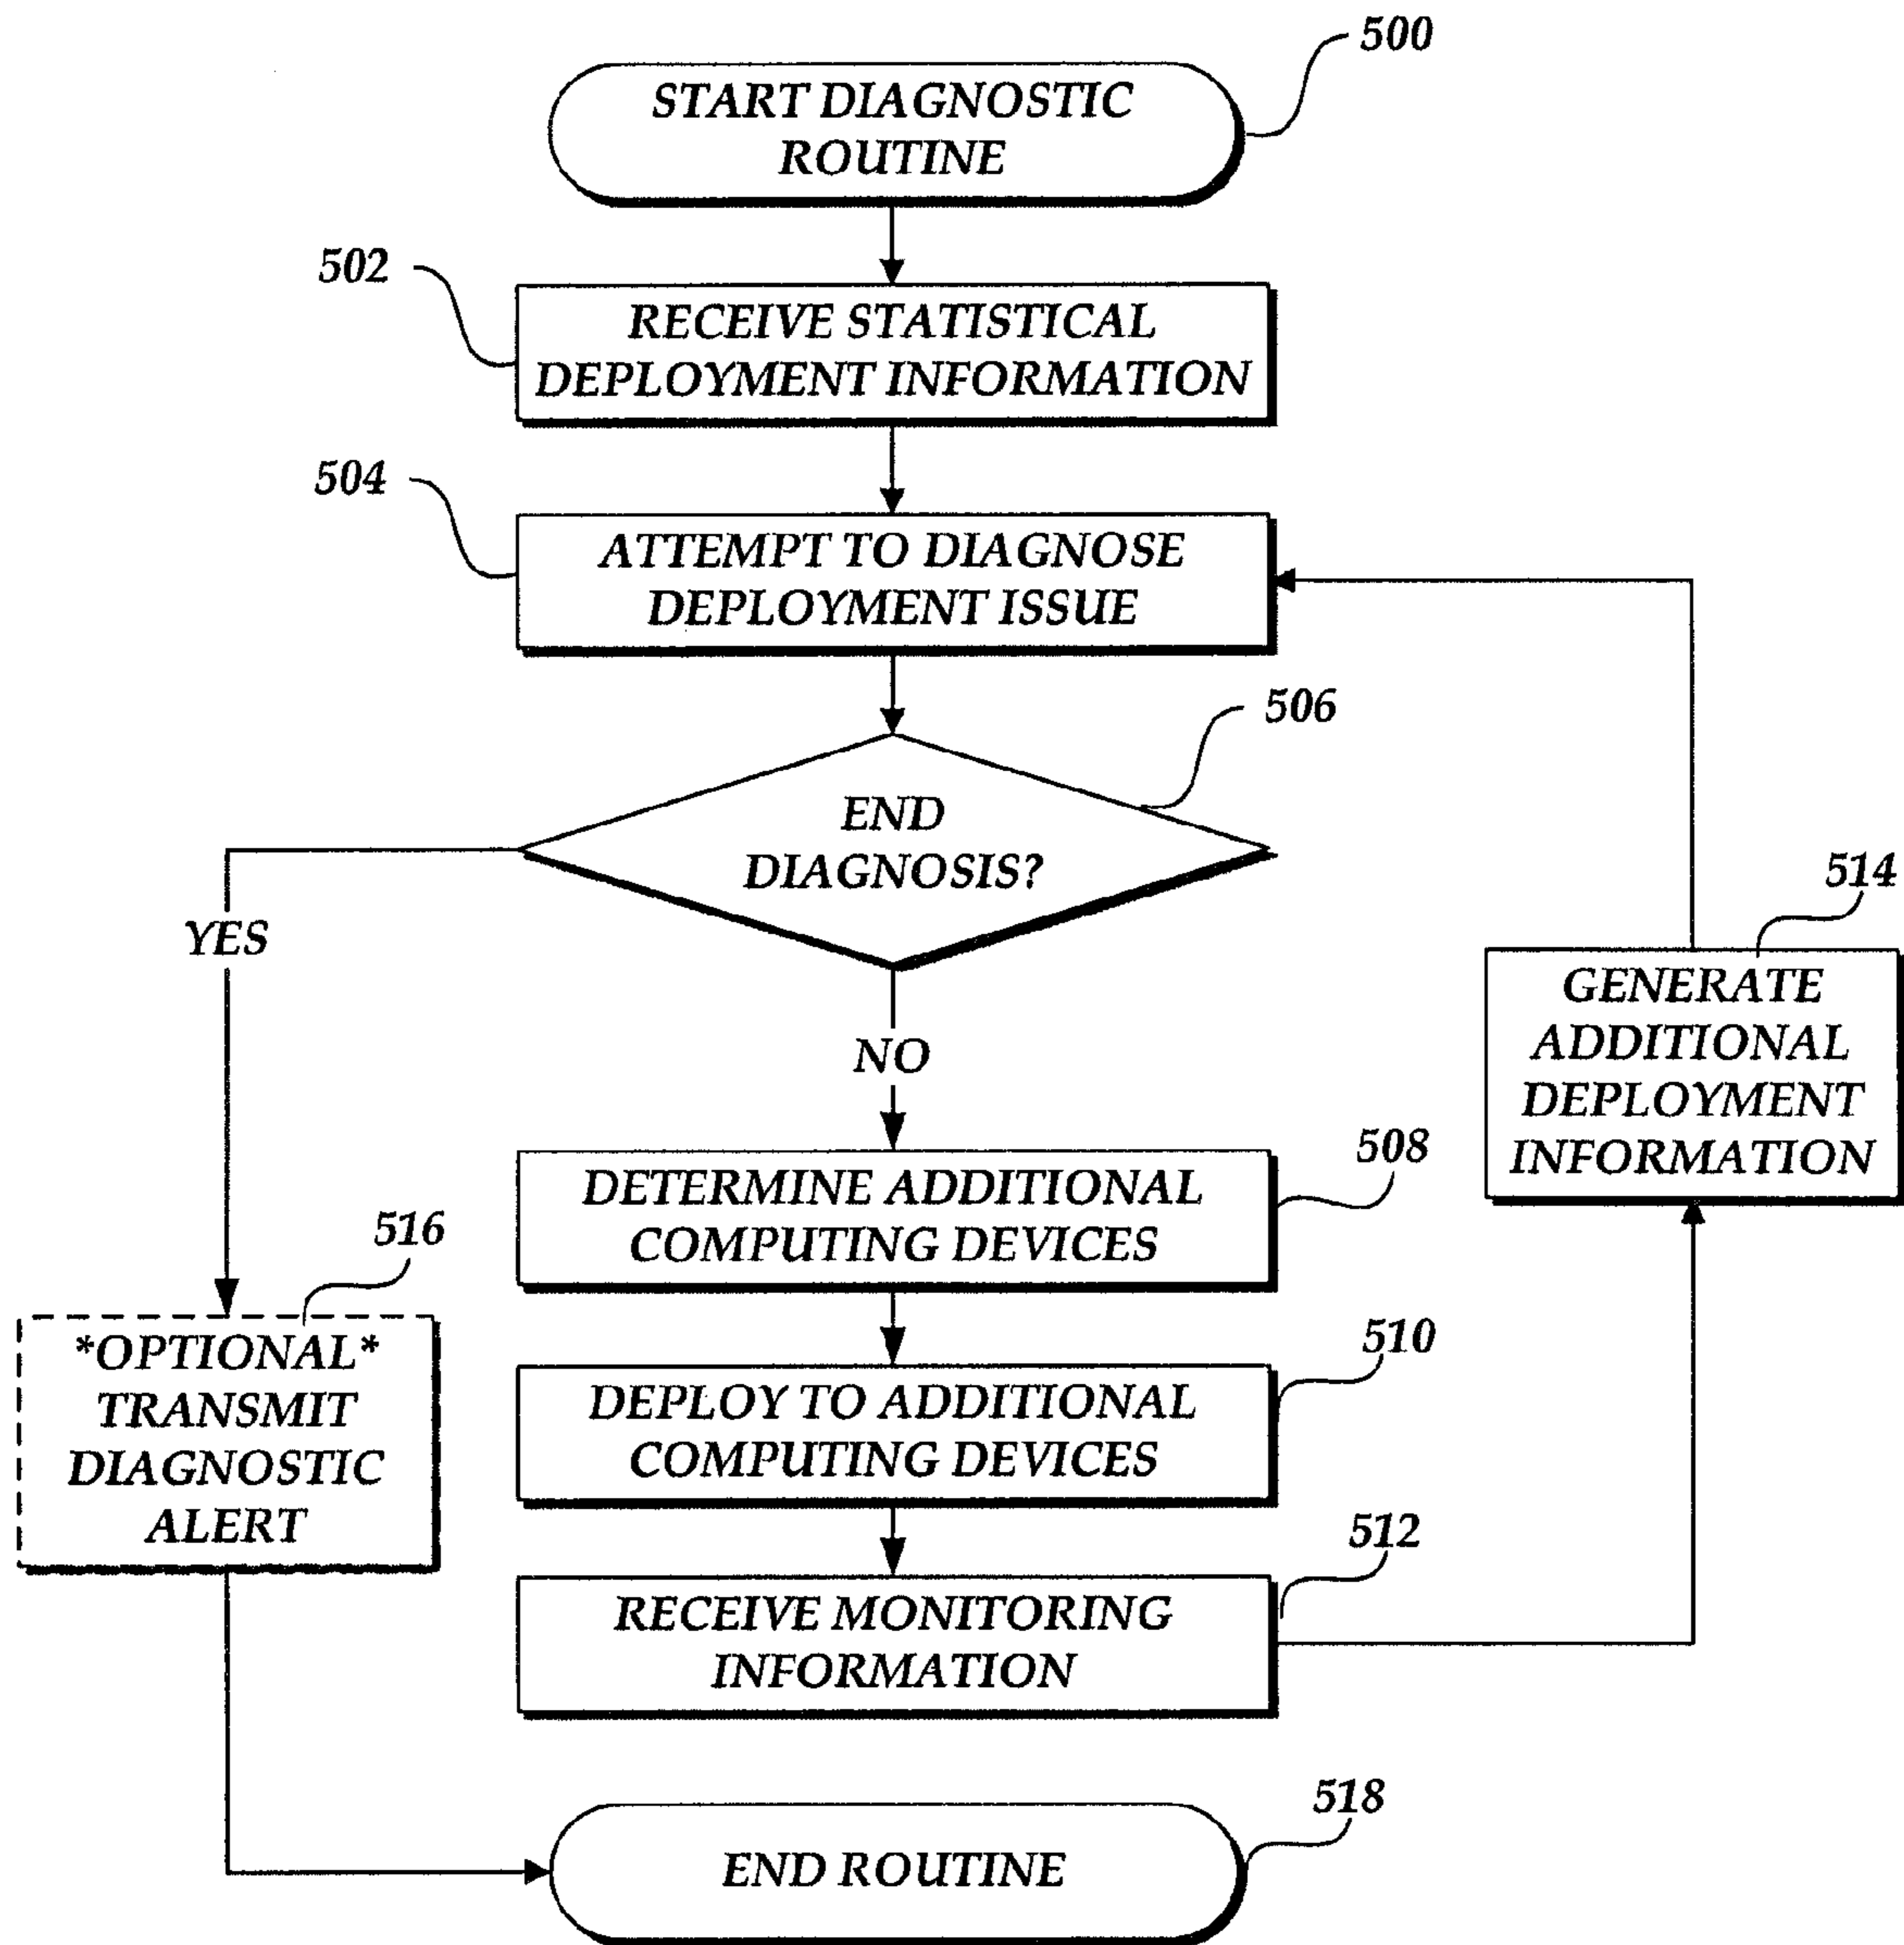 500
START DIAGNOSTIC
ROUTINE
502
RECEIVE STATISTICAL
DEPLOYMENT INFORMATION
504
ATTEMPT TO DIAGNOSE
DEPLOYMENT ISSUE
506
END
DIAGNOSIS?
YES
NO
514
GENERATE
ADDITIONAL
DEPLOYMENT
INFORMATION
508
DETERMINE ADDITIONAL
COMPUTING DEVICES
516
*OPTIONAL*
TRANSMIT
DIAGNOSTIC
ALERT
510
DEPLOY TO ADDITIONAL
COMPUTING DEVICES
512
RECEIVE MONITORING
INFORMATION
518
END ROUTINE